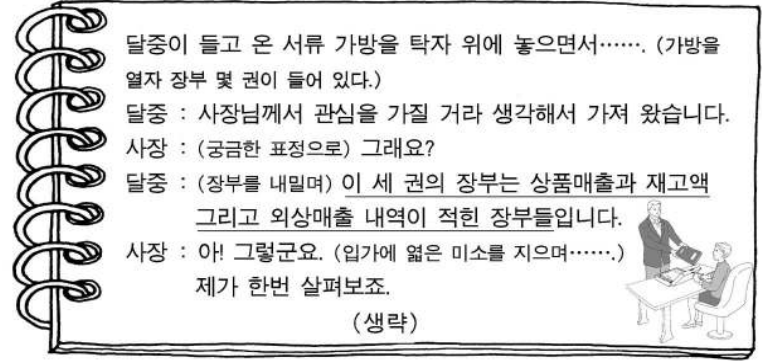 달중이 들고 온 서류 가방을 탁자 위에 놓으면서……. (가방을
열자 장부 몇 권이 들어 있다.)
달중 : 사장님께서 관심을 가질 거라 생각해서 가져 왔습니다.
사장 : (궁금한 표정으로) 그래요?
달중 : (장부를 내밀며) 이 세 권의 장부는 상품매출과 재고액
그리고 외상매출 내역이 적힌 장부들입니다.
사장 : 아! 그렇군요. (입가에 엷은 미소를 지으며…….)
제가 한번 살펴보죠.
(생략)